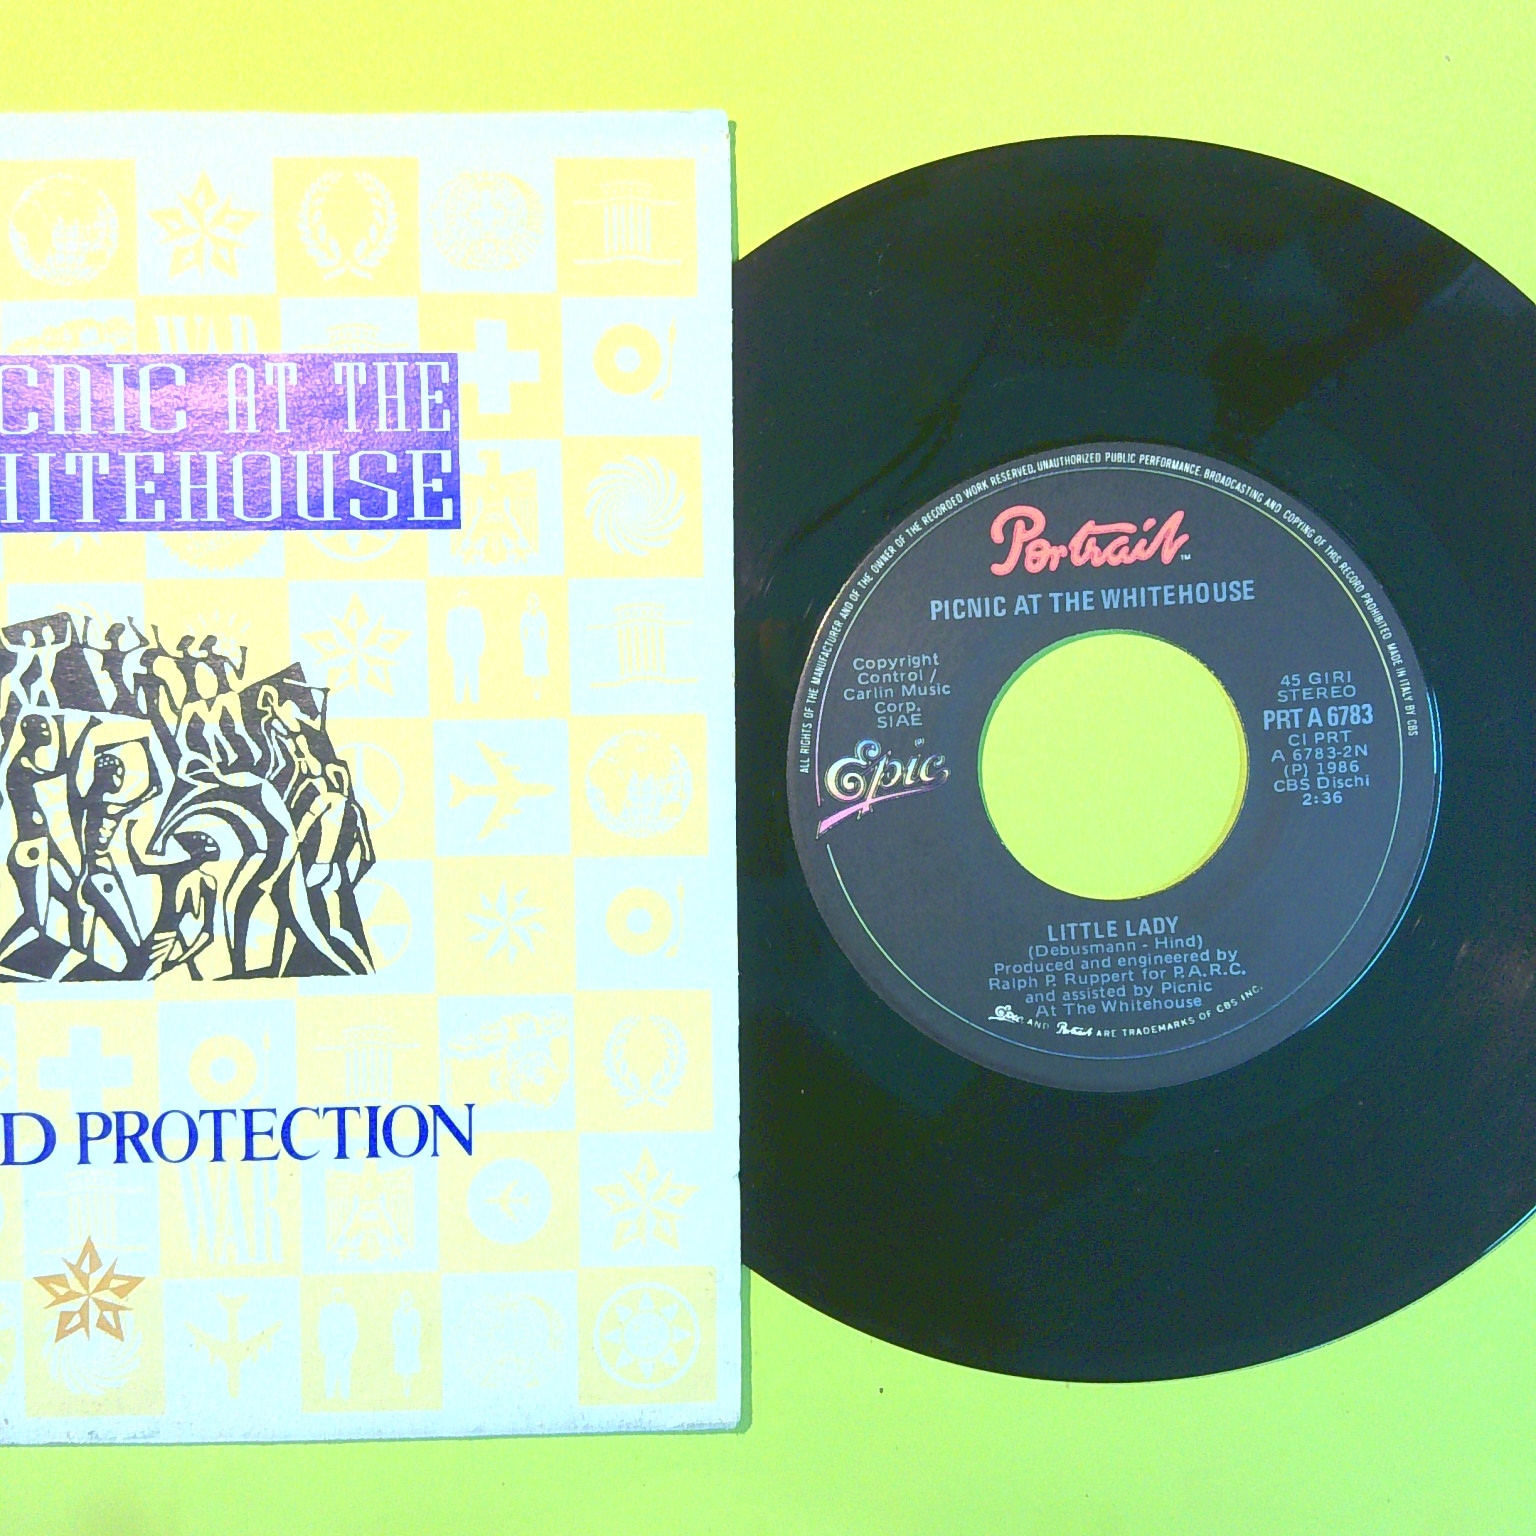 CNIC AT THE
HITEHOUSE
WAR
D PROTECTION
WAR
ALL RIGHTS OF THE MANUFACTURER AND OF THE OWNER OF THE RECORDED WORK RESERVED. UNAUTHORIZED PUBLIC PERFORMANCE. BROADCASTING AND COPYING OF THIS RECORD PROHIBITED MADE IN ITALY BY CBS
Portrait™
PICNIC AT THE WHITEHOUSE
Copyright
Control /
Carlin Music
Corp.
SIAE
Epic
45 GIRI
STEREO
PRT A 6783
CI PRT
A 6783-2N
(P) 1986
CBS Dischi
2:36
LITTLE LADY
(Debusmann - Hind)
Produced and engineered by
Ralph P. Ruppert for P.A.R.C.
and assisted by Picnic
At The Whitehouse
Epic AND Portrait ARE TRADEMARKS OF CBS INC.